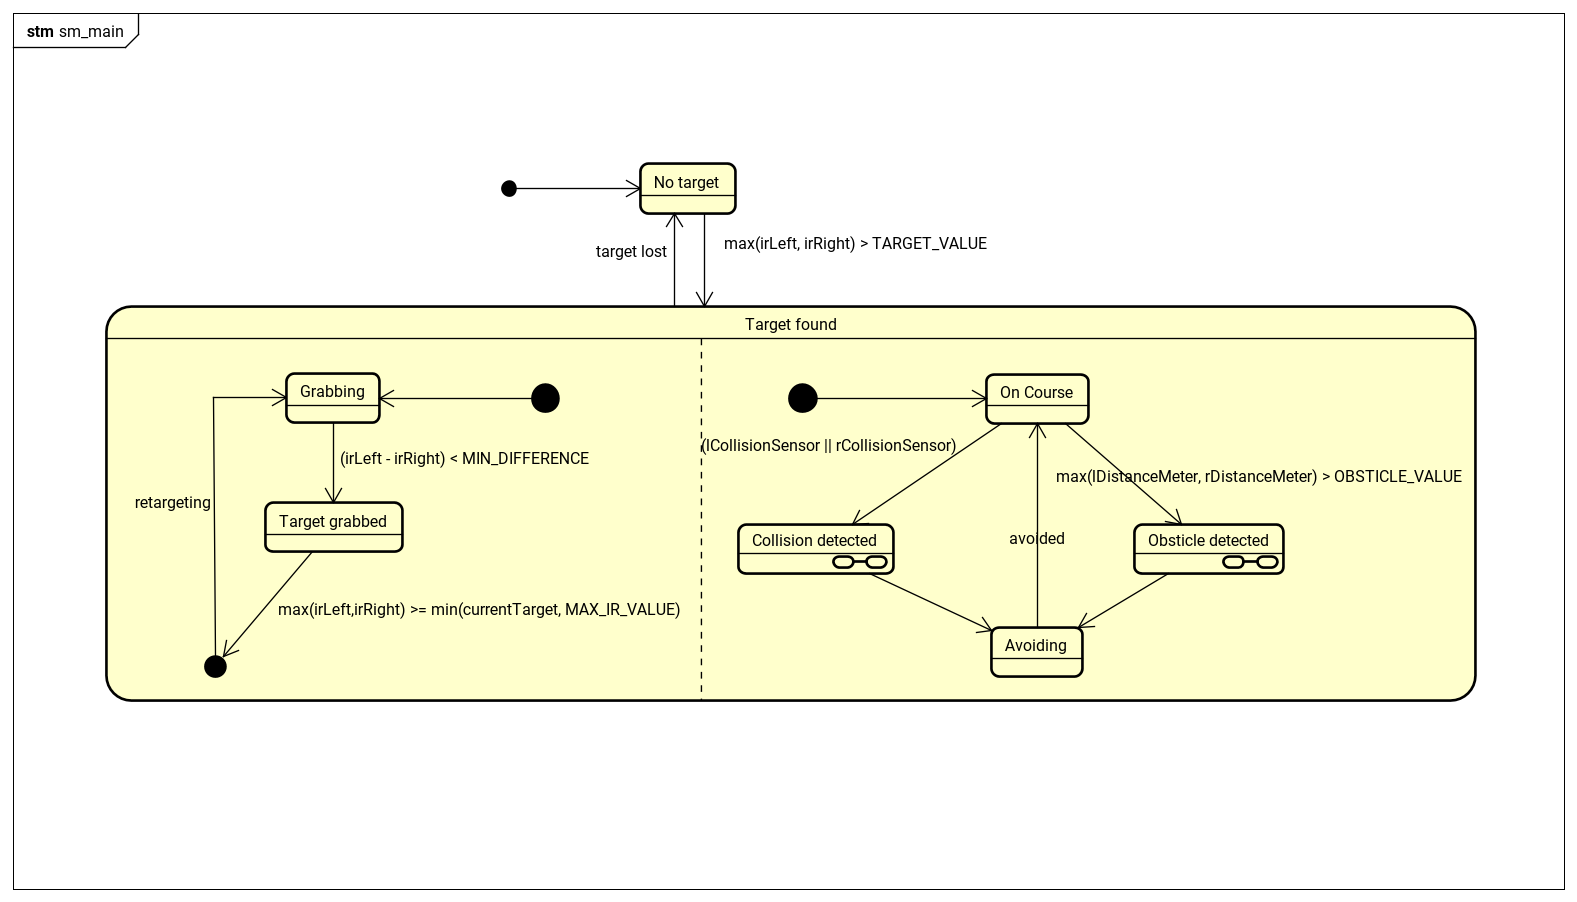 stm sm_main
No target
target lost
max(irLeft, irRight) > TARGET_VALUE
Target found
Grabbing
(irLeft - irRight) < MIN_DIFFERENCE
retargeting
Target grabbed
max(irLeft,irRight) >= min(currentTarget, MAX_IR_VALUE)
On Course
(lCollisionSensor || rCollisionSensor)
max(lDistanceMeter, rDistanceMeter) > OBSTICLE_VALUE
Collision detected
avoided
Obsticle detected
Avoiding